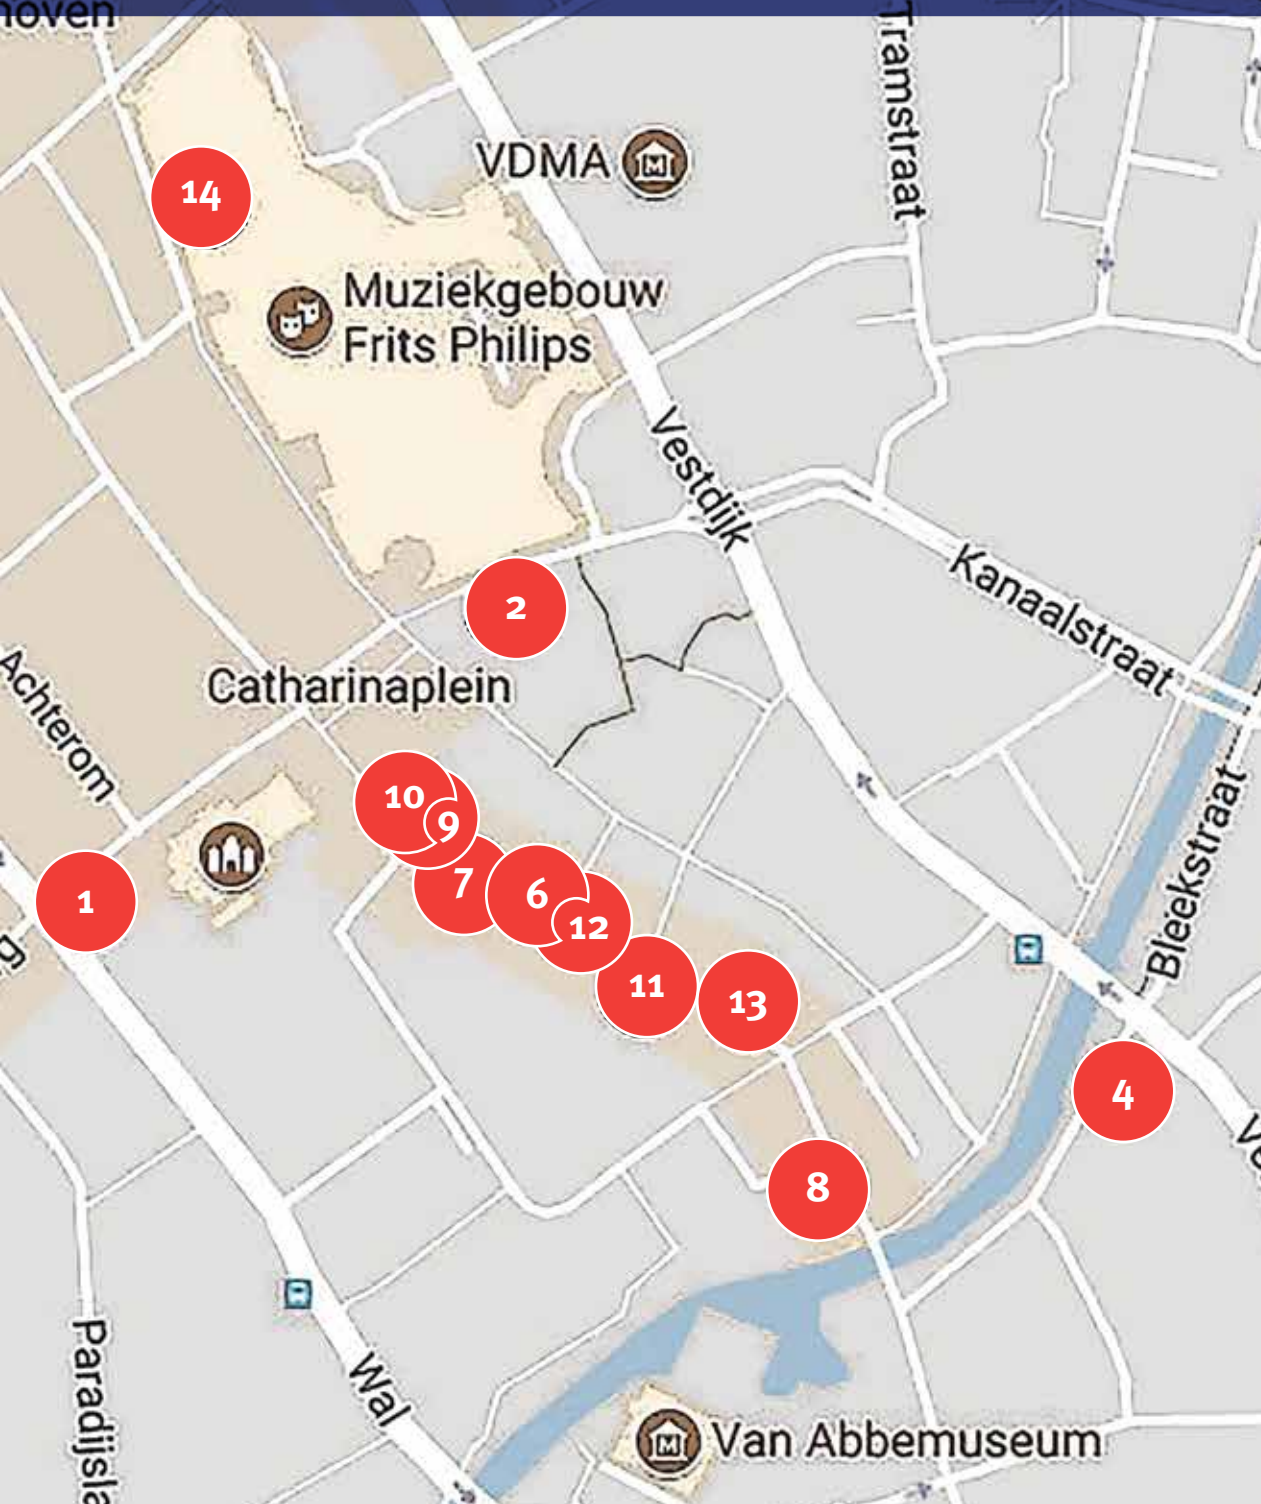 hoven
Tramstraat
VDMA
14
Muziekgebouw
Frits Philips
Vestdijk
Kanaalstraat
2
Achterom
Catharinaplein
Bleekstraat
10
9
7
6
12
1
11
13
4
8
Wal
Paradijsla
Van Abbemuseum